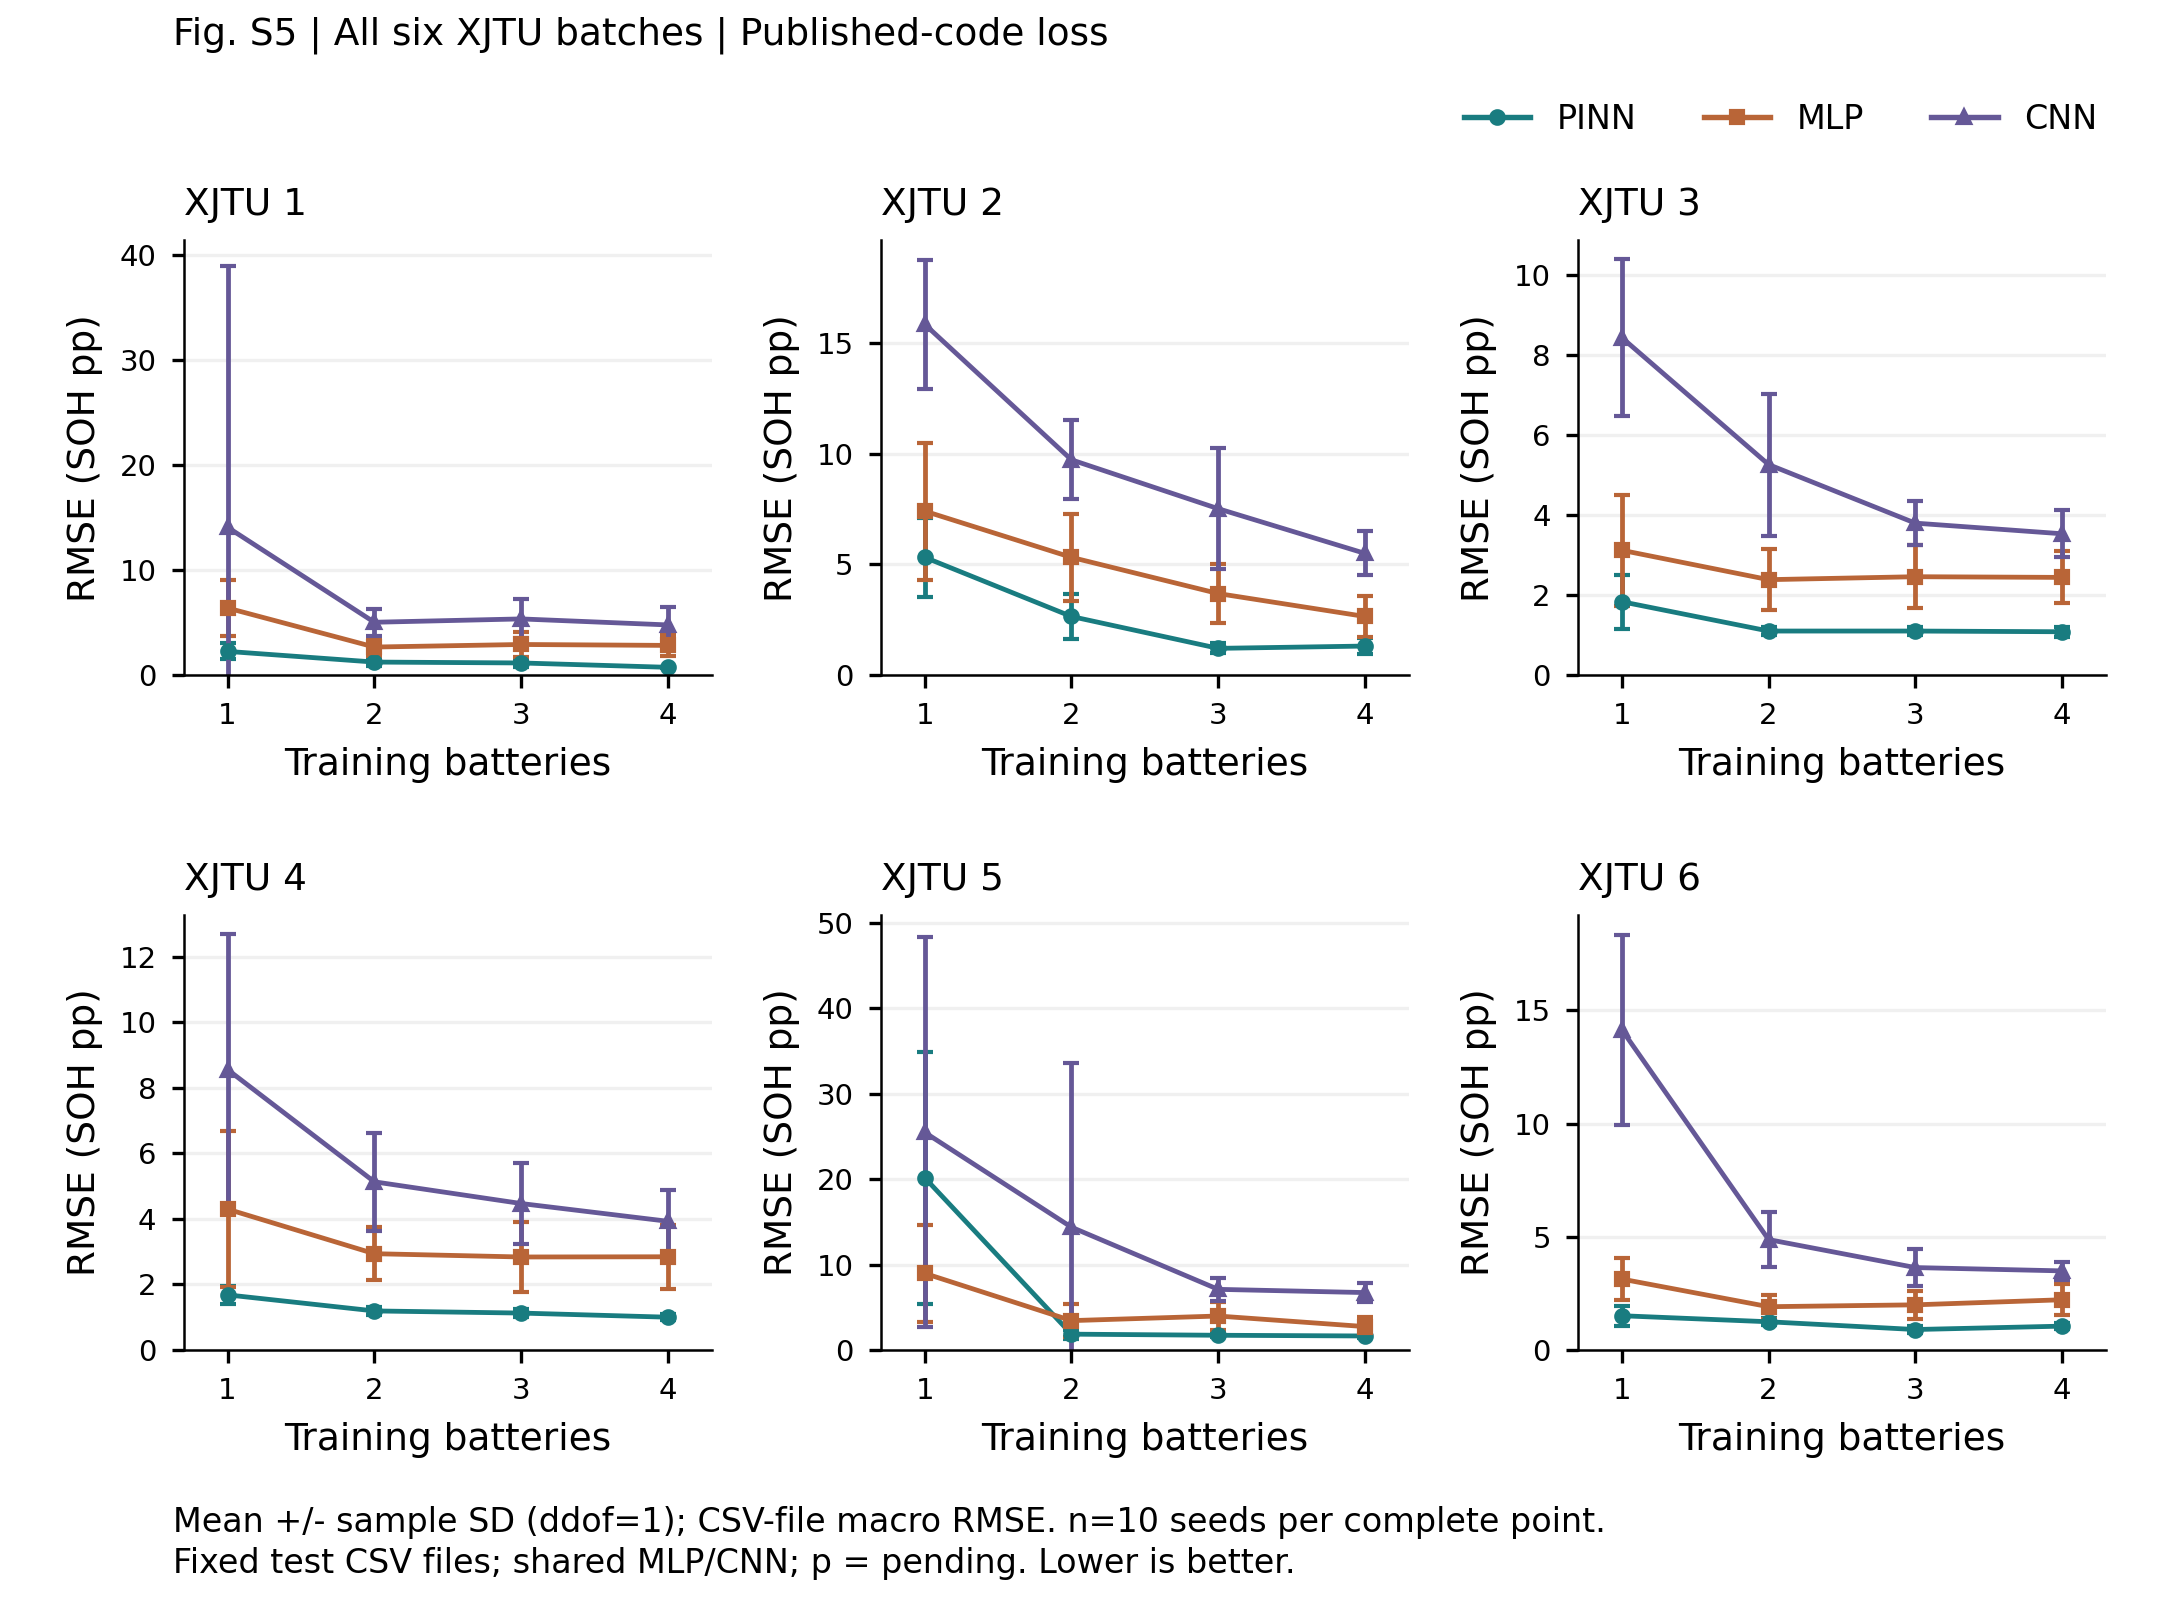 Fig. S5 | All six XJTU batches | Published-code loss
PINN MLP CNN
XJTU 1
RMSE (SOH pp)
40
30
20
10
0
1 2 3 4
Training batteries
XJTU 2
RMSE (SOH pp)
15
10
5
0
1 2 3 4
Training batteries
XJTU 3
RMSE (SOH pp)
10
8
6
4
2
0
1 2 3 4
Training batteries
XJTU 4
RMSE (SOH pp)
12
10
8
6
4
2
0
1 2 3 4
Training batteries
XJTU 5
RMSE (SOH pp)
50
40
30
20
10
0
1 2 3 4
Training batteries
XJTU 6
RMSE (SOH pp)
15
10
5
0
1 2 3 4
Training batteries
Mean +/- sample SD (ddof=1); CSV-file macro RMSE. n=10 seeds per complete point.
Fixed test CSV files; shared MLP/CNN; p = pending. Lower is better.